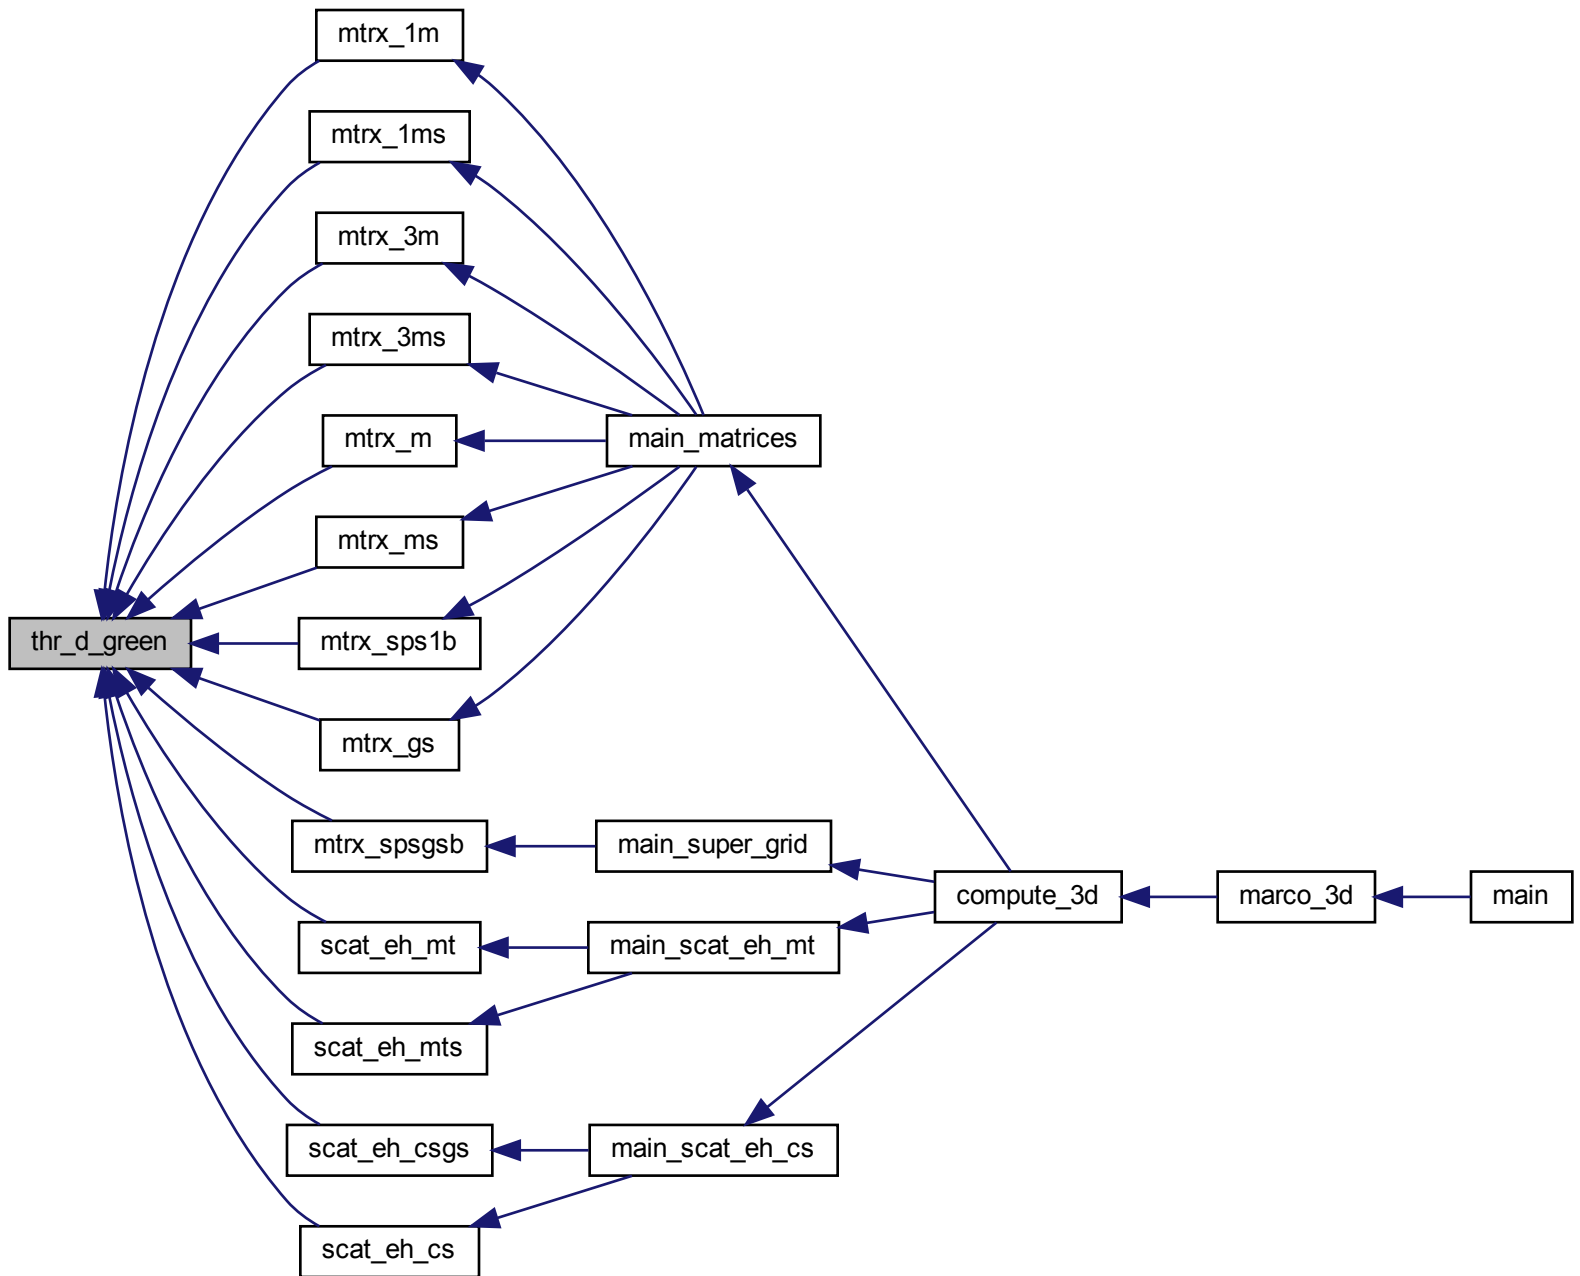 mtrx_1m
mtrx_1ms
mtrx_3m
mtrx_3ms
mtrx_m
main_matrices
mtrx_ms
thr_d_green
mtrx_sps1b
mtrx_gs
mtrx_spsgsb
main_super_grid
compute_3d
marco_3d
main
scat_eh_mt
main_scat_eh_mt
scat_eh_mts
scat_eh_csgs
main_scat_eh_cs
scat_eh_cs